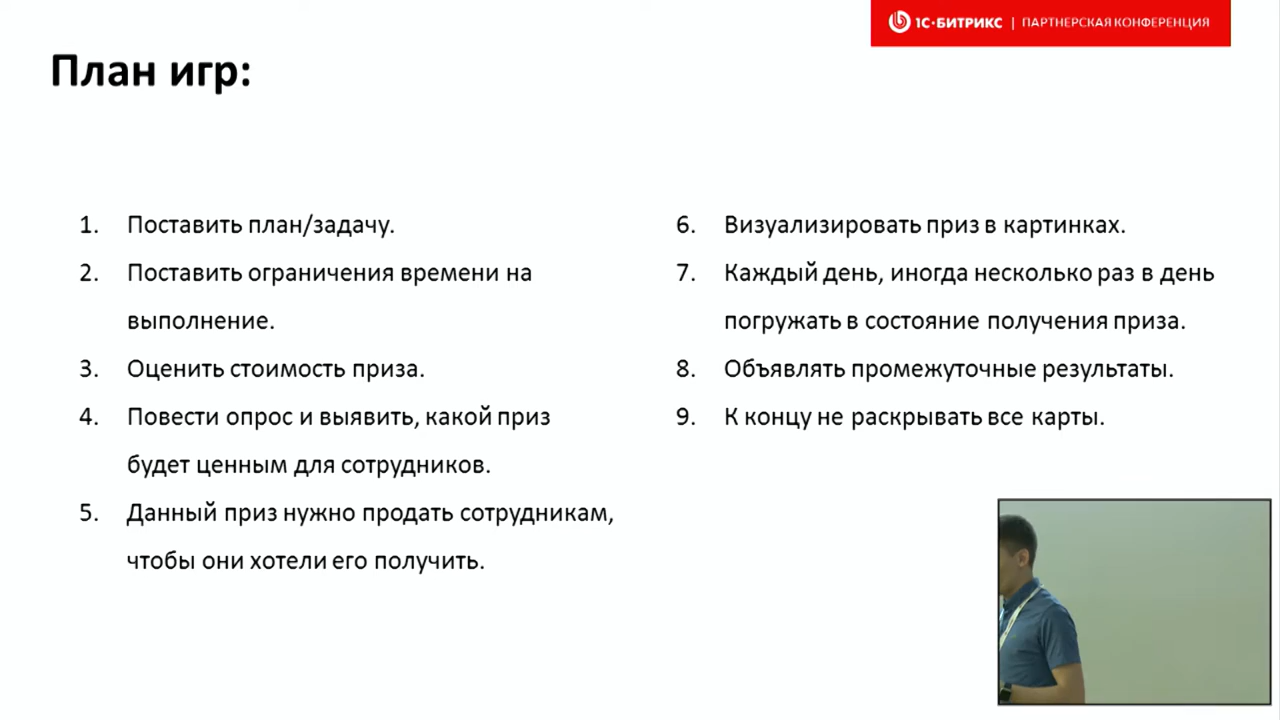 1С·БИТРИКС | ПАРТНЕРСКАЯ КОНФЕРЕНЦИЯ
План игр:
1. Поставить план/задачу.
2. Поставить ограничения времени на
выполнение.
3. Оценить стоимость приза.
4. Повести опрос и выявить, какой приз
будет ценным для сотрудников.
5. Данный приз нужно продать сотрудникам,
чтобы они хотели его получить.
6. Визуализировать приз в картинках.
7. Каждый день, иногда несколько раз в день
погружать в состояние получения приза.
8. Объявлять промежуточные результаты.
9. К концу не раскрывать все карты.